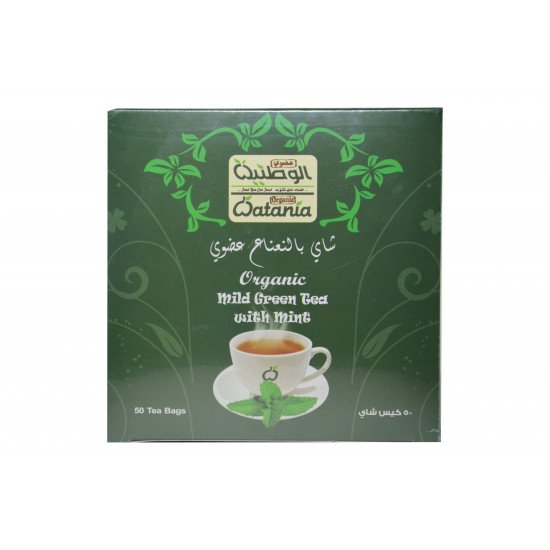 عضوي
الوطنية
Organic
Watania
شاي بالنعناع عضوي
Organic
Mild Green Tea
with Mint
50 Tea Bags
٥٠ كيس شاي